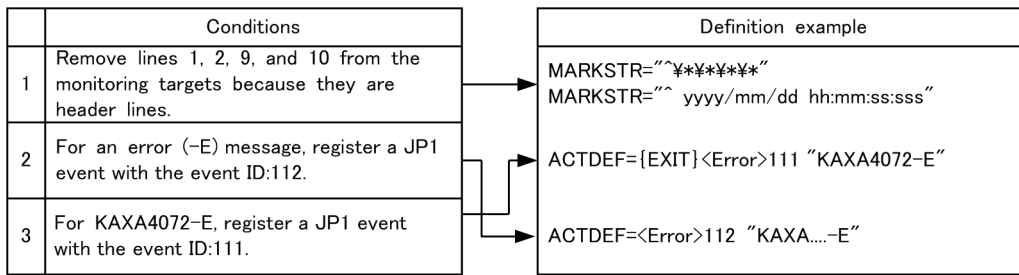 Conditions
1
Remove lines 1, 2, 9, and 10 from the
monitoring targets because they are
header lines.
2
For an error (-E) message, register a JP1
event with the event ID:112.
3
For KAXA4072-E, register a JP1 event
with the event ID:111.
Definition example
MARKSTR="^¥*¥*¥*¥*"
MARKSTR="^ yyyy/mm/dd hh:mm:ss:sss"
ACTDEF={EXIT}<Error>111 "KAXA4072-E"
ACTDEF=<Error>112 "KAXA....-E"